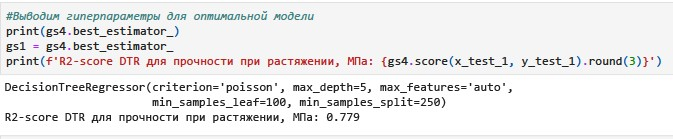 #Выводим гиперпараметры для оптимальной модели
print(gs4.best_estimator_)
gs1 = gs4.best_estimator_
print(f'R2-score DTR для прочности при растяжении, МПа: {gs4.score(x_test_1, y_test_1).round(3)}')
DecisionTreeRegressor(criterion='poisson', max_depth=5, max_features='auto',
min_samples_leaf=100, min_samples_split=250)
R2-score DTR для прочности при растяжении, МПа: 0.779